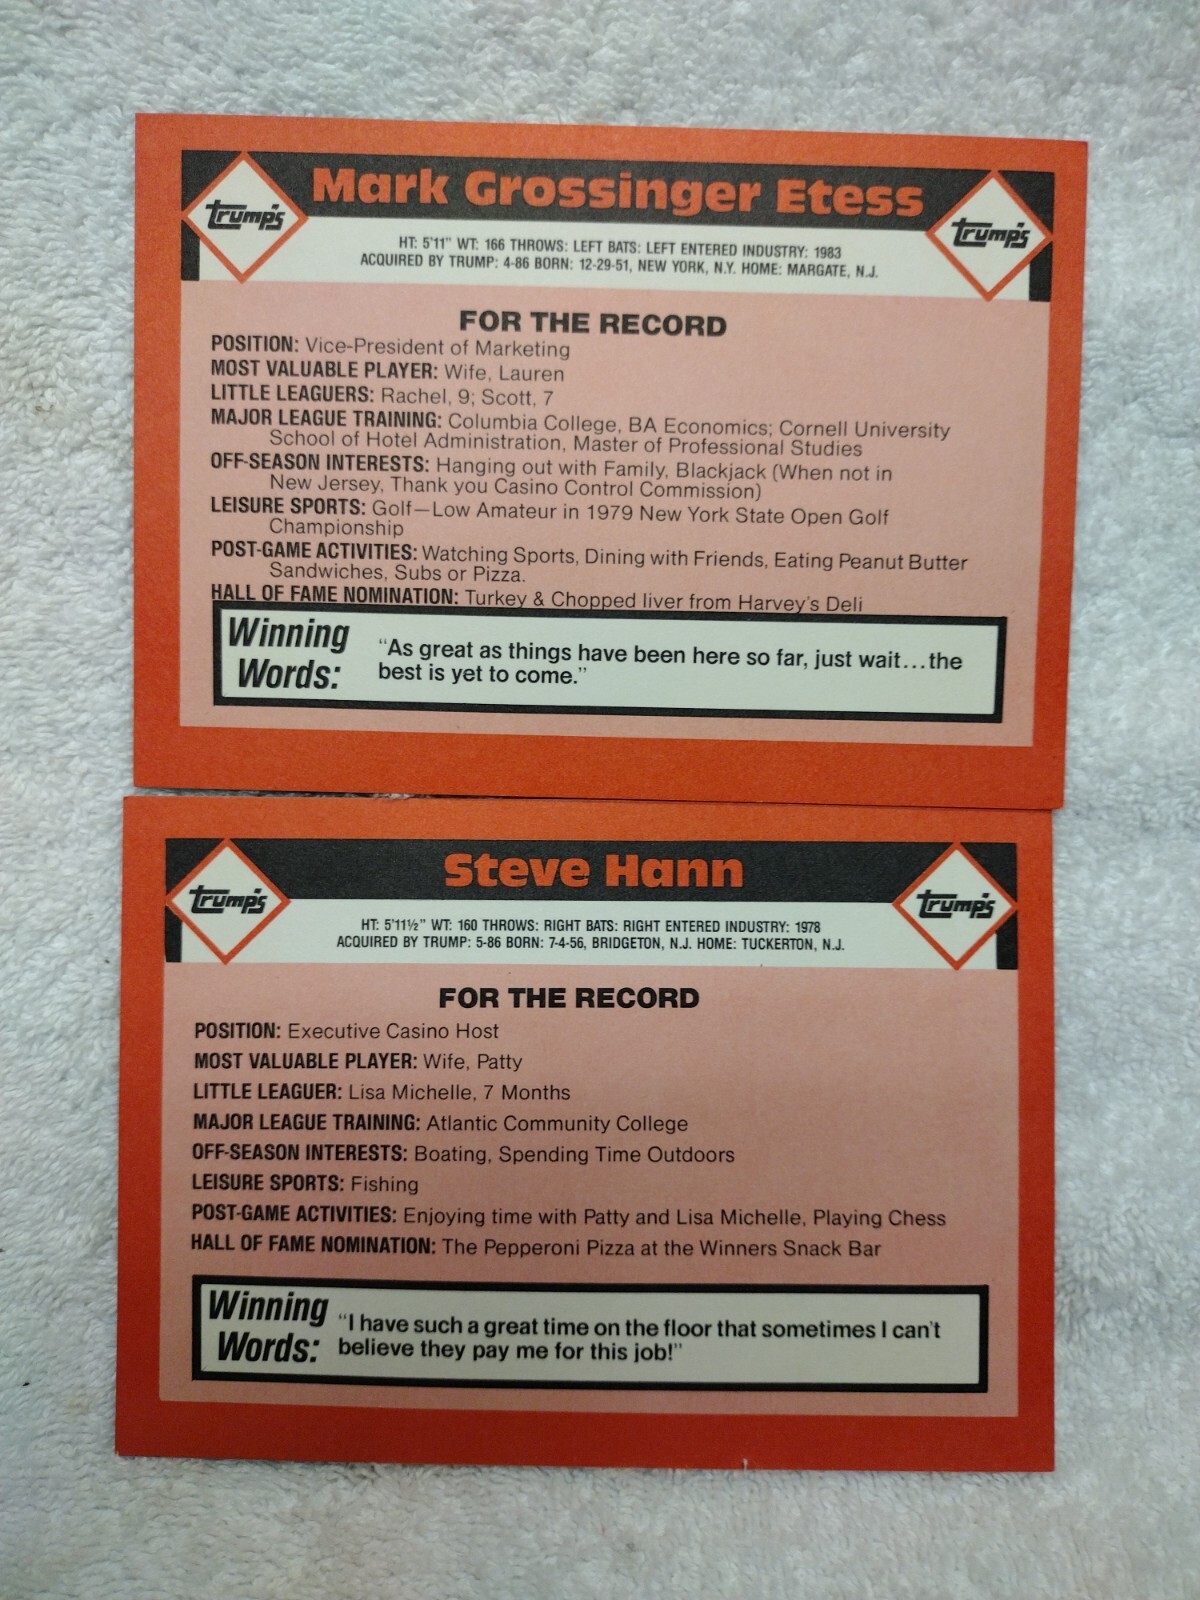 Mark Grossinger Etess
Trump's
Trump's
HT: 5'11" WT: 166 THROWS: LEFT BATS: LEFT ENTERED INDUSTRY: 1983
ACQUIRED BY TRUMP: 4-86 BORN: 12-29-51, NEW YORK, N.Y. HOME: MARGATE, N.J.
FOR THE RECORD
POSITION: Vice-President of Marketing
MOST VALUABLE PLAYER: Wife, Lauren
LITTLE LEAGUERS: Rachel, 9; Scott, 7
MAJOR LEAGUE TRAINING: Columbia College, BA Economics; Cornell University
School of Hotel Administration, Master of Professional Studies
OFF-SEASON INTERESTS: Hanging out with Family, Blackjack (When not in
New Jersey, Thank you Casino Control Commission)
LEISURE SPORTS: Golf—Low Amateur in 1979 New York State Open Golf
Championship
POST-GAME ACTIVITIES: Watching Sports, Dining with Friends, Eating Peanut Butter
Sandwiches, Subs or Pizza.
HALL OF FAME NOMINATION: Turkey & Chopped liver from Harvey's Deli
Winning
Words:
"As great as things have been here so far, just wait...the
best is yet to come."
Steve Hann
Trump's
Trump's
HT: 5'11½" WT: 160 THROWS: RIGHT BATS: RIGHT ENTERED INDUSTRY: 1978
ACQUIRED BY TRUMP: 5-86 BORN: 7-4-56, BRIDGETON, N.J. HOME: TUCKERTON, N.J.
FOR THE RECORD
POSITION: Executive Casino Host
MOST VALUABLE PLAYER: Wife, Patty
LITTLE LEAGUER: Lisa Michelle, 7 Months
MAJOR LEAGUE TRAINING: Atlantic Community College
OFF-SEASON INTERESTS: Boating, Spending Time Outdoors
LEISURE SPORTS: Fishing
POST-GAME ACTIVITIES: Enjoying time with Patty and Lisa Michelle, Playing Chess
HALL OF FAME NOMINATION: The Pepperoni Pizza at the Winners Snack Bar
Winning
Words:
"I have such a great time on the floor that sometimes I can't
believe they pay me for this job!"